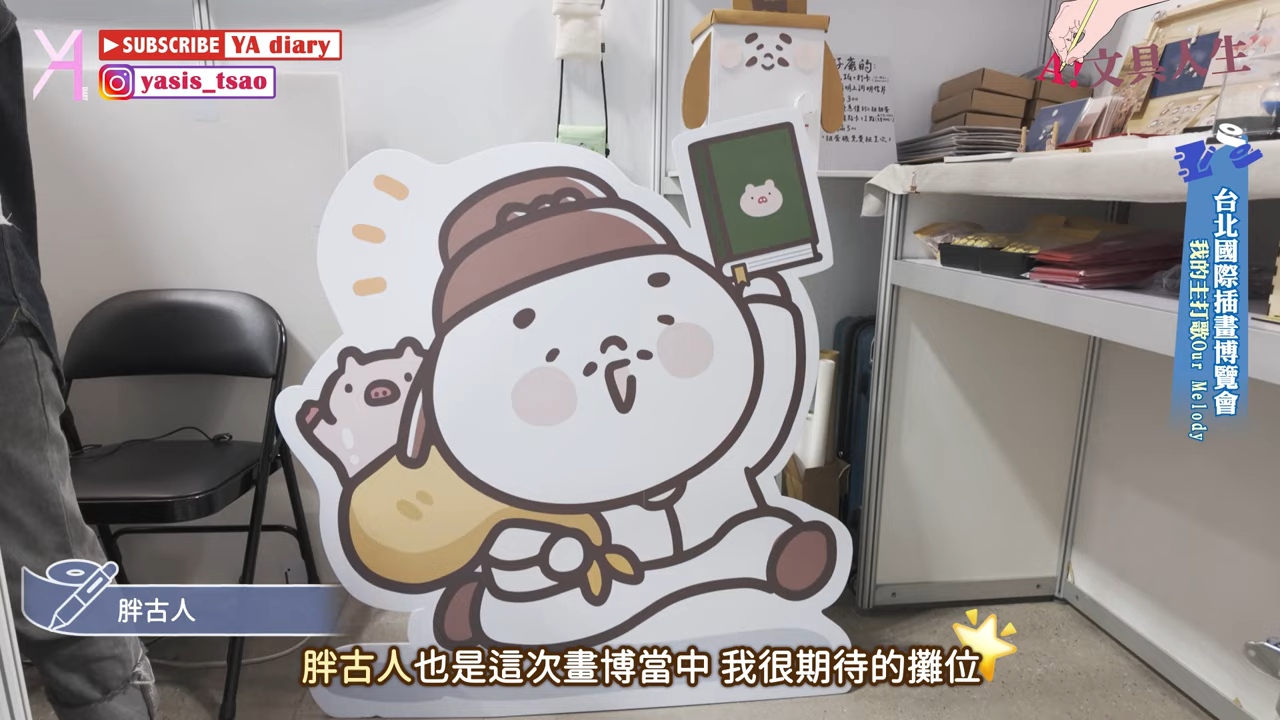 SUBSCRIBE YA diary
yasis_tsao
YA
DIARY
A!文具人生
台北國際插畫博覽會
我的主打歌Our Melody
胖古人
胖古人也是這次畫博當中 我很期待的攤位